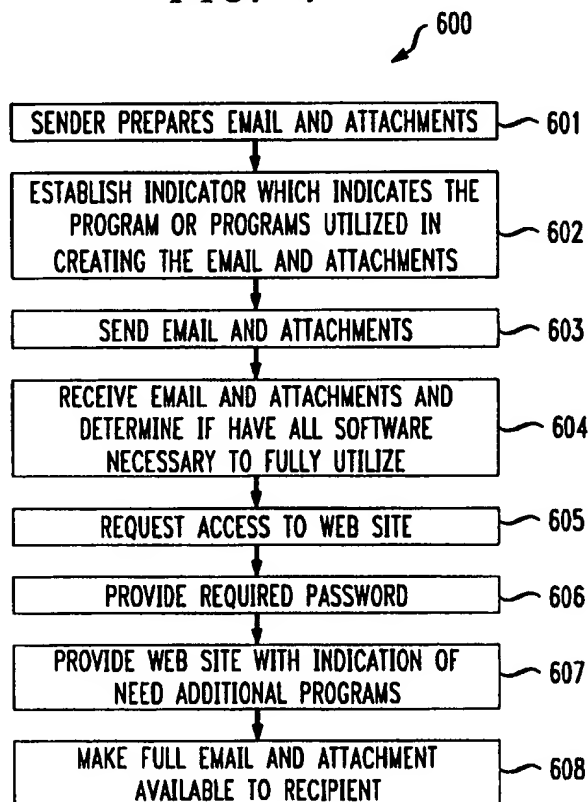 600
SENDER PREPARES EMAIL AND ATTACHMENTS
601
ESTABLISH INDICATOR WHICH INDICATES THE
PROGRAM OR PROGRAMS UTILIZED IN
CREATING THE EMAIL AND ATTACHMENTS
602
SEND EMAIL AND ATTACHMENTS
603
RECEIVE EMAIL AND ATTACHMENTS AND
DETERMINE IF HAVE ALL SOFTWARE
NECESSARY TO FULLY UTILIZE
604
REQUEST ACCESS TO WEB SITE
605
PROVIDE REQUIRED PASSWORD
606
PROVIDE WEB SITE WITH INDICATION OF
NEED ADDITIONAL PROGRAMS
607
MAKE FULL EMAIL AND ATTACHMENT
AVAILABLE TO RECIPIENT
608